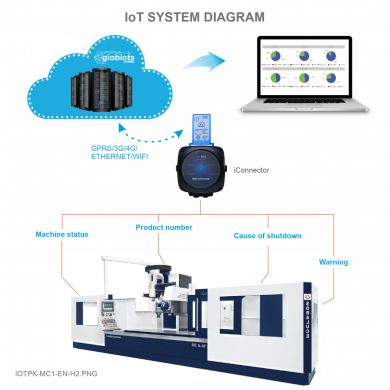 IoT SYSTEM DIAGRAM
globiots
GPRS/3G/4G/
ETHERNET/WIFI
iConnector
Product number
Machine status
Cause of shutdown
Warning
IOTPK-MC1-EN-H2.PNG